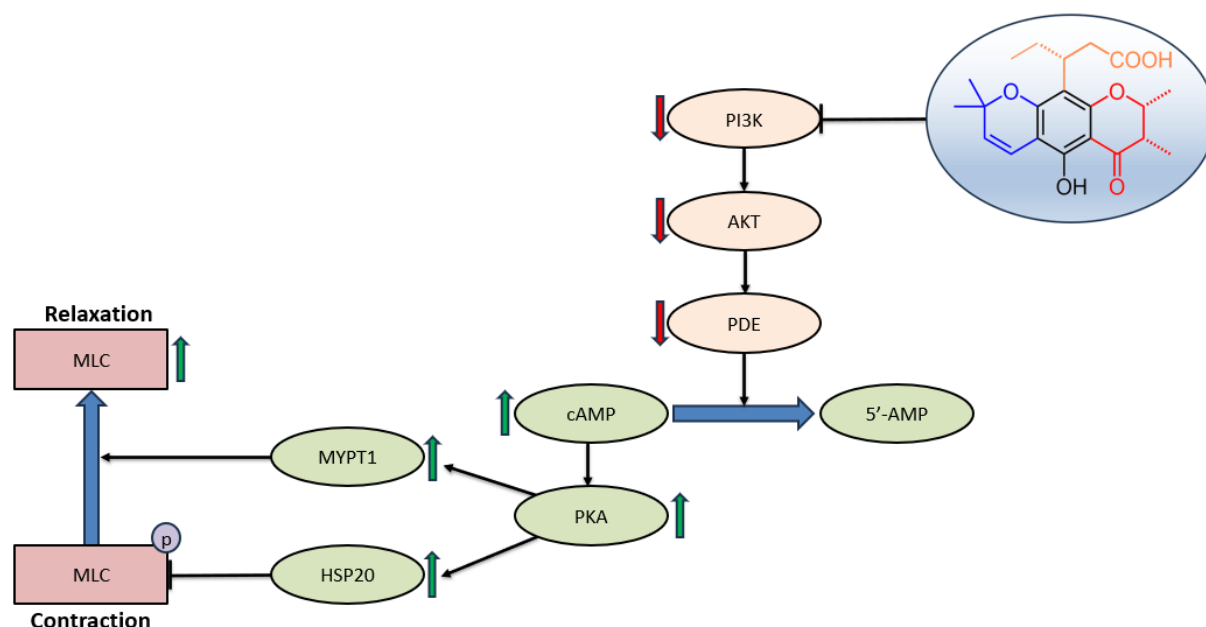 COOH
O
O
OH
O
PI3K
AKT
PDE
Relaxation
MLC
cAMP
5’-AMP
MYPT1
PKA
p
MLC
HSP20
Contraction